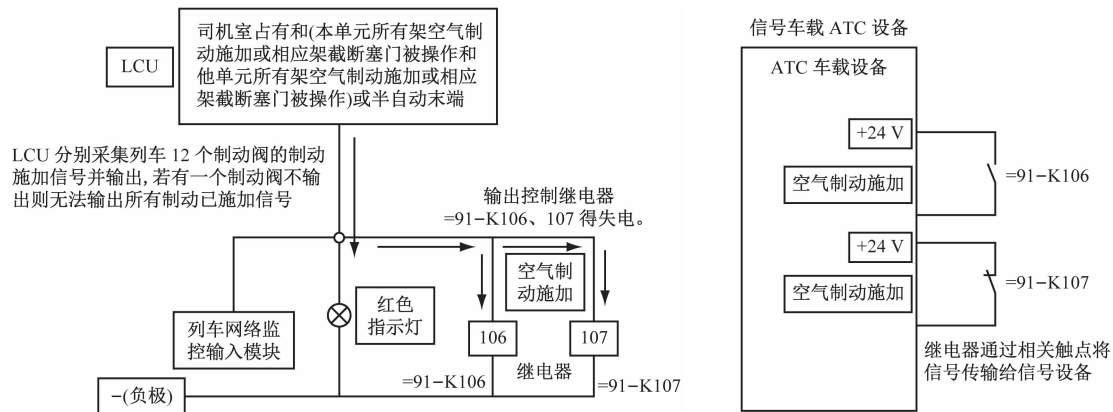 LCU
司机室占有和(本单元所有架空气制
动施加或相应架截断塞门被操作和
他单元所有架空气制动施加或相应
架截断塞门被操作)或半自动末端
LCU 分别采集列车 12 个制动阀的制动
施加信号并输出,若有一个制动阀不输
出则无法输出所有制动已施加信号
输出控制继电器
=91-K106、107 得失电。
空气制
动施加
红色
指示灯
列车网络监
控输入模块
106
107
继电器
=91-K106
=91-K107
-(负极)
信号车载 ATC 设备
ATC 车载设备
+24 V
空气制动施加
=91-K106
+24 V
空气制动施加
=91-K107
继电器通过相关触点将
信号传输给信号设备